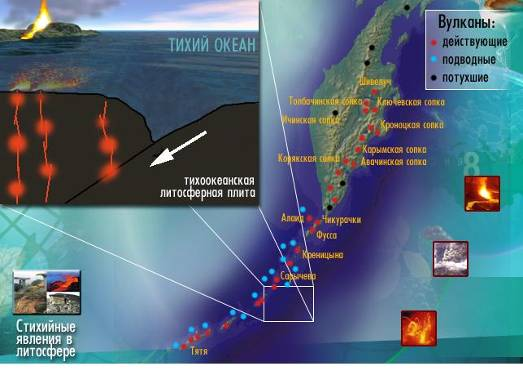 ТИХИЙ ОКЕАН
тихоокеанская
литосферная плита
Вулканы:
действующие
подводные
потухшие
Шивелуч
Толбачинская сопка
Ключевская сопка
Ичинская сопка
Кроноцкая сопка
Карымская сопка
Корякская сопка
Авачинская сопка
Алаид
Чикурачки
Фусса
Креницына
Сарычева
Тятя
Стихийные
явления в
литосфере
8